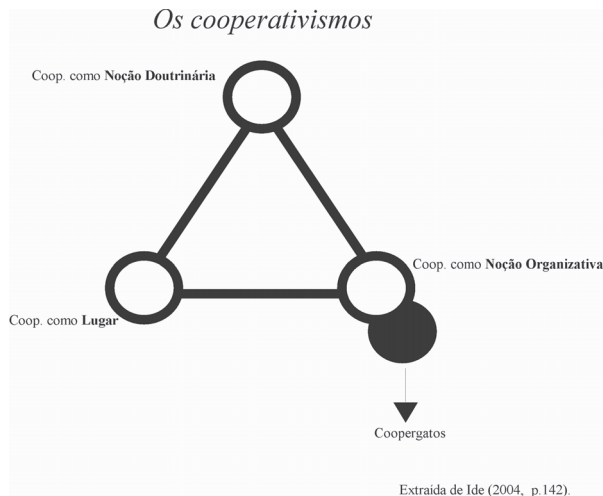 Os cooperativismos
Coop. como Noção Doutrinária
Coop. como Noção Organizativa
Coop. como Lugar
Coopergatos
Extraída de Ide (2004, p.142).